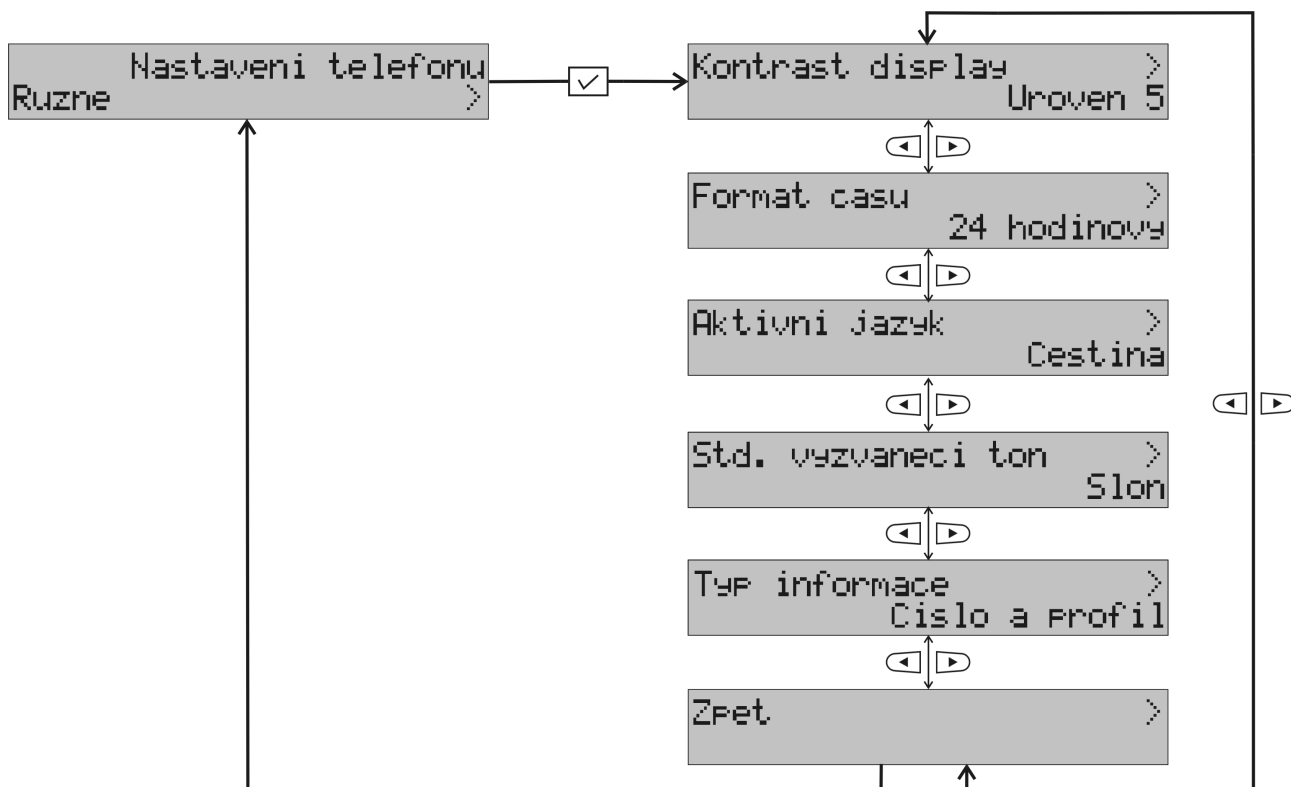 Nastaveni telefonu
Ruzne >
Kontrast display >
Uroven 5
Format casu >
24 hodinovy
Aktivni jazyk >
Cestina
Std. vyzvaneci ton >
Slon
Typ informace >
Cislo a profil
Zpet >